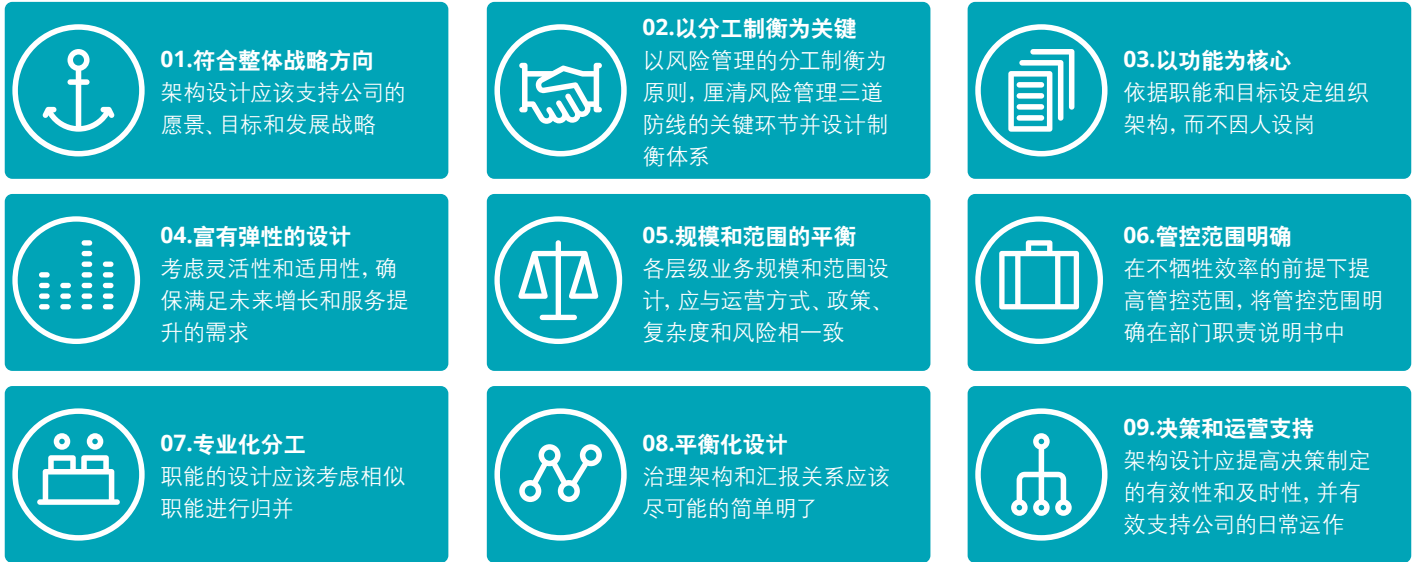 01.符合整体战略方向
架构设计应该支持公司的
愿景、目标和发展战略
02.以分工制衡为关键
以风险管理的分工制衡为
原则，厘清风险管理三道
防线的关键环节并设计制
衡体系
03.以功能为核心
依据职能和目标设定组织
架构，而不因人设岗
04.富有弹性的设计
考虑灵活性和适用性，确
保满足未来增长和服务提
升的需求
05.规模和范围的平衡
各层级业务规模和范围设
计，应与运营方式、政策、
复杂度和风险相一致
06.管控范围明确
在不牺牲效率的前提下提
高管控范围，将管控范围明
确在部门职责说明书中
07.专业化分工
职能的设计应该考虑相似
职能进行归并
08.平衡化设计
治理架构和汇报关系应该
尽可能的简单明了
09.决策和运营支持
架构设计应提高决策制定
的有效性和及时性，并有
效支持公司的日常运作